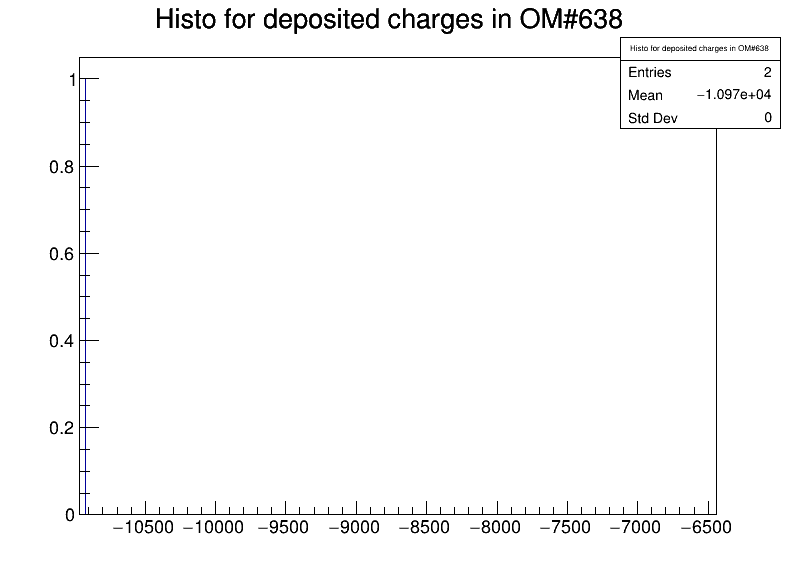 Histo for deposited charges in OM#638
Histo for deposited charges in OM#638
Entries 2
Mean −1.097e+04
Std Dev 0
1
0.8
0.6
0.4
0.2
0
−10500 −10000 −9500 −9000 −8500 −8000 −7500 −7000 −6500